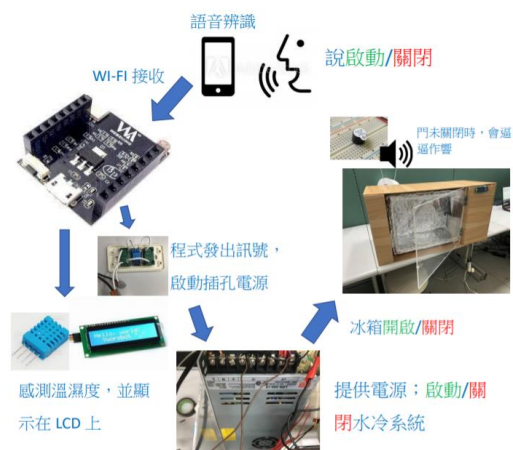 語音辨識
說啟動/關閉
WI-FI 接收
門未關閉時，會逼
逼作響
程式發出訊號，
啟動插孔電源
冰箱開啟/關閉
感測溫濕度，並顯
示在 LCD 上
提供電源；啟動/關
閉水冷系統